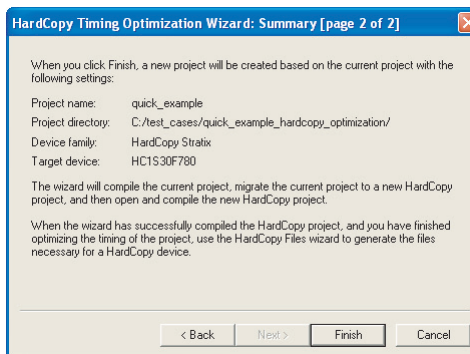 HardCopy Timing Optimization Wizard: Summary [page 2 of 2]
When you click Finish, a new project will be created based on the current project with the
following settings:
Project name: quick_example
Project directory: C:/test_cases/quick_example_hardcopy_optimization/
Device family: HardCopy Stratix
Target device: HC1S30F780
The wizard will compile the current project, migrate the current project to a new HardCopy
project, and then open and compile the new HardCopy project.
When the wizard has successfully compiled the HardCopy project, and you have finished
optimizing the timing of the project, use the HardCopy Files wizard to generate the files
necessary for a HardCopy device.
< Back Next > Finish Cancel